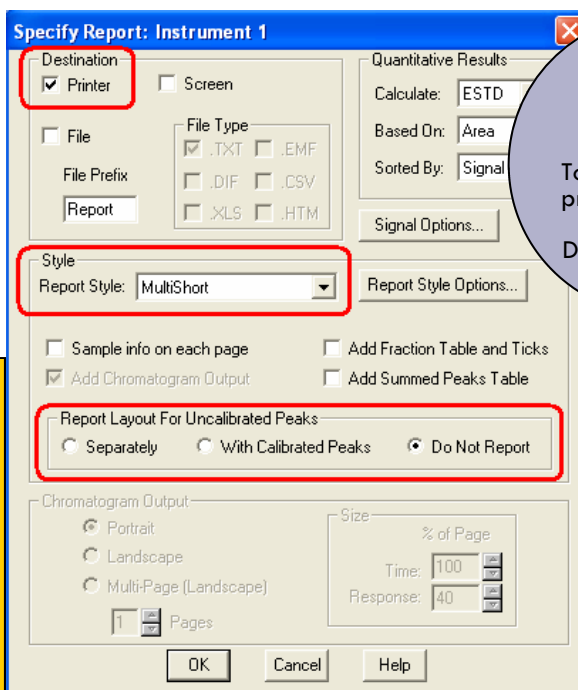 Specify Report: Instrument 1
Destination
Printer
Screen
File
File Prefix
Report
File Type
.TXT
.EMF
.DIF
.CSV
.XLS
.HTM
Quantitative Results
Calculate: ESTD
Based On: Area
Sorted By: Signal
Signal Options...
D
Style
Report Style: MultiShort
Report Style Options...
Sample info on each page
Add Fraction Table and Ticks
Add Chromatogram Output
Add Summed Peaks Table
Report Layout For Uncalibrated Peaks
Separately
With Calibrated Peaks
Do Not Report
Chromatogram Output
Portrait
Landscape
Multi-Page (Landscape)
1 Pages
Size
% of Page
Time: 100
Response: 40
OK
Cancel
Help